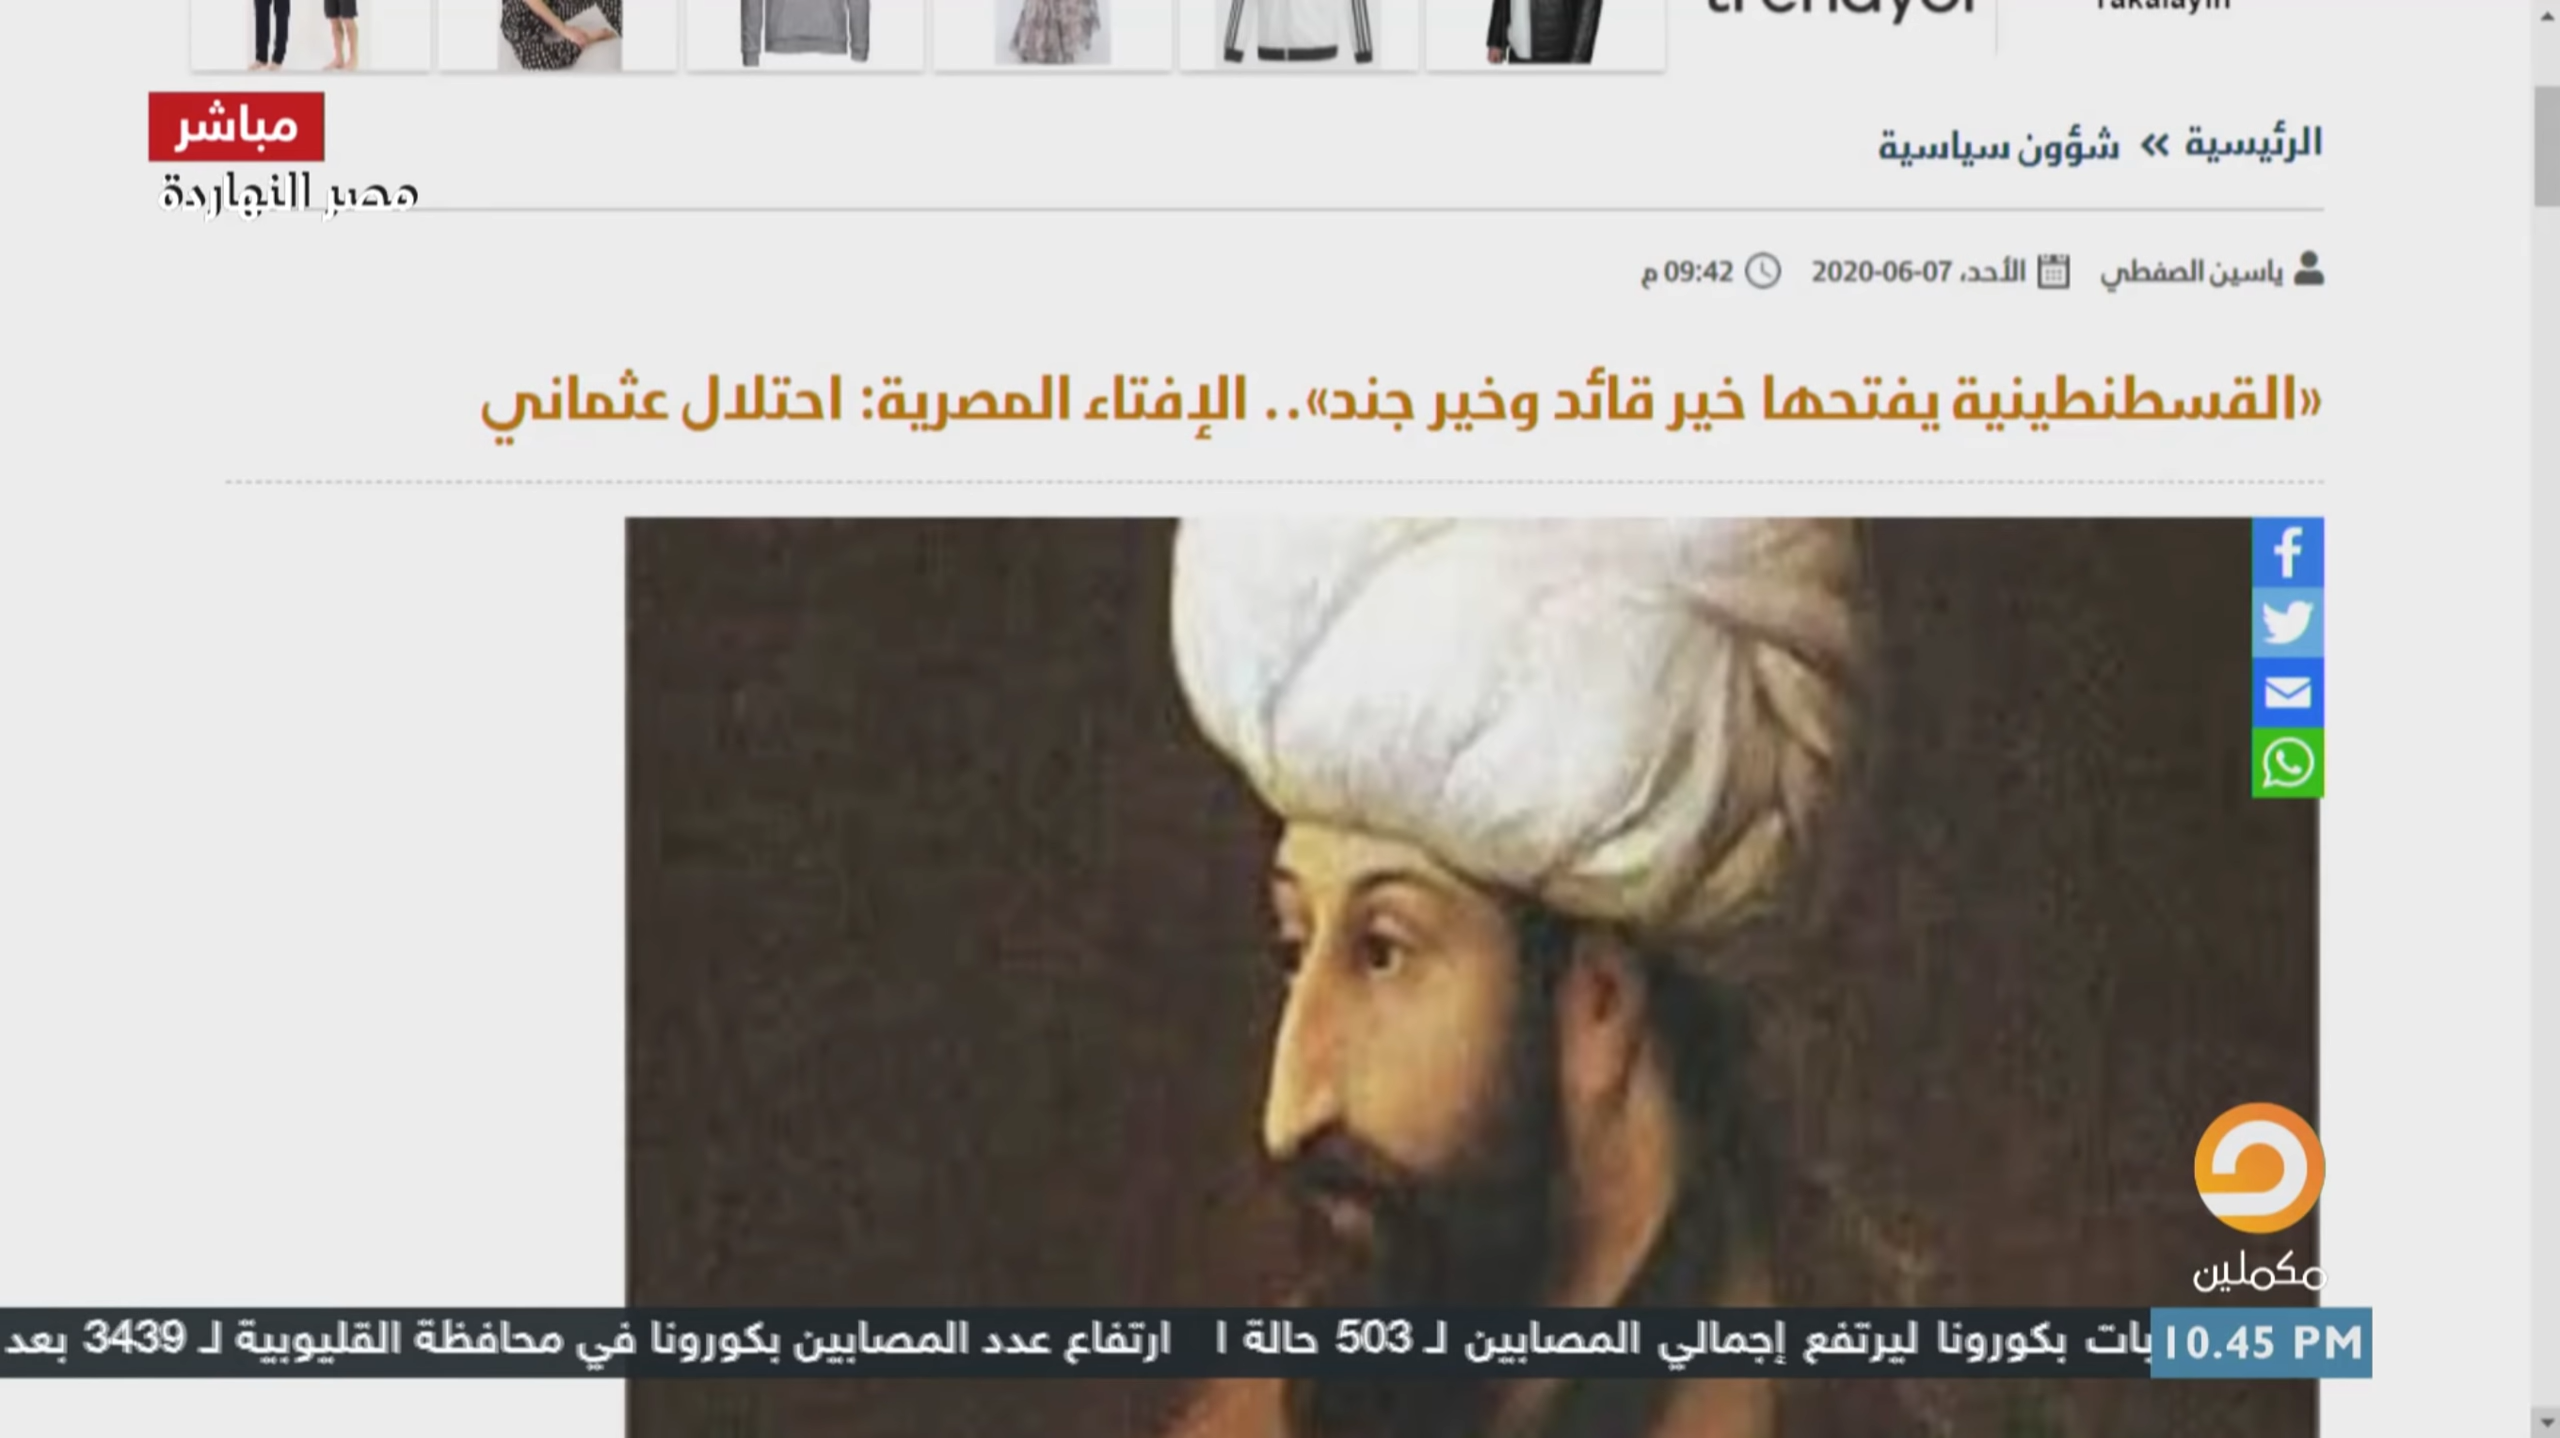 مباشر
مصر النهاردة
الرئيسية » شؤون سياسية
ياسين الصفطي الأحد، 07-06-2020 09:42 م
«القسطنطينية يفتحها خير قائد وخير جند».. الإفتاء المصرية: احتلال عثماني
مكملين
بكورونا ليرتفع إجمالي المصابين لـ 503 حالة | ارتفاع عدد المصابين بكورونا في محافظة القليوبية لـ 3439 بعد
10.45 PM